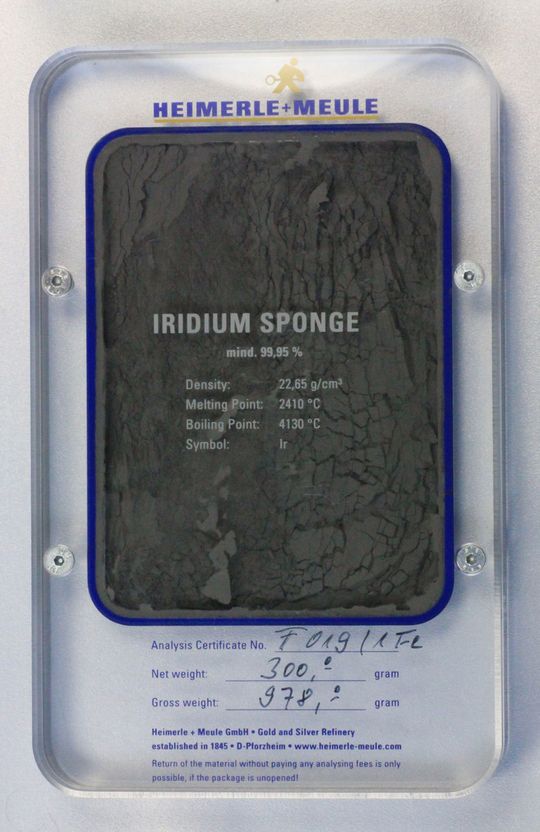 HEIMERLE+MEULE
IRIDIUM SPONGE
mind. 99,95 %
Density: 22,65 g/cm³
Melting Point: 2410 °C
Boiling Point: 4130 °C
Symbol: Ir
Analysis Certificate No.
Net weight: 300,- gram
Gross weight: 978,- gram
Heimerle + Meule GmbH • Gold and Silver Refinery
established in 1845 • D-Pforzheim • www.heimerle-meule.com
Return of the material without paying any analysing fees is only
possible, if the package is unopened!